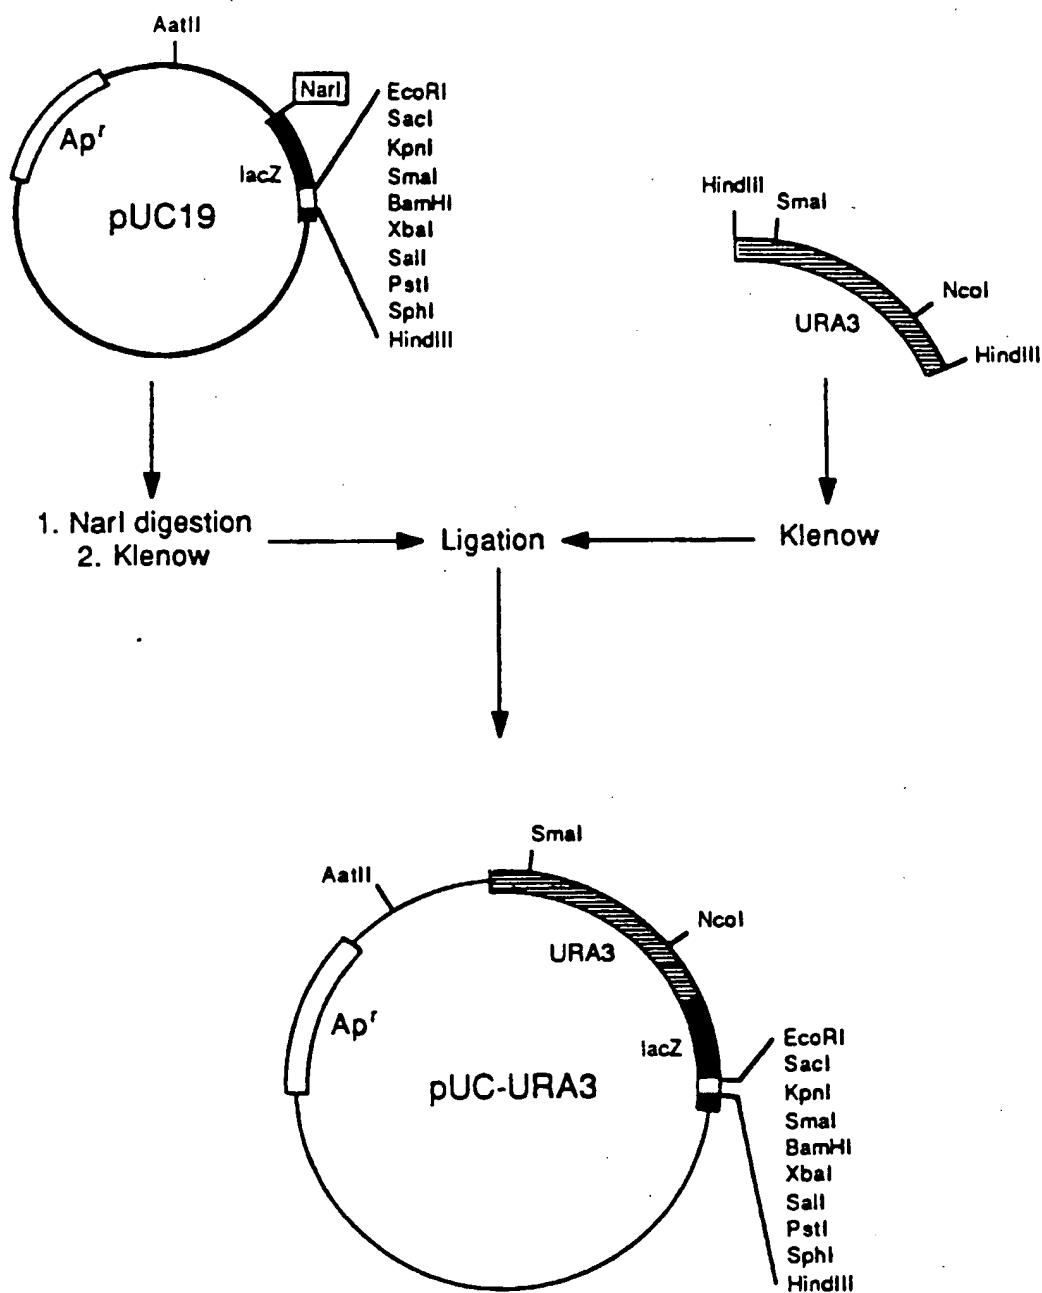 AatII
NarI
EcoRI
SacI
KpnI
SmaI
BamHI
XbaI
SalI
PstI
SphI
HindIII
Apʳ
lacZ
pUC19
HindIII
SmaI
NcoI
URA3
HindIII
1. NarI digestion
2. Klenow
Ligation
Klenow
SmaI
AatII
NcoI
URA3
Apʳ
lacZ
pUC-URA3
EcoRI
SacI
KpnI
SmaI
BamHI
XbaI
SalI
PstI
SphI
HindIII